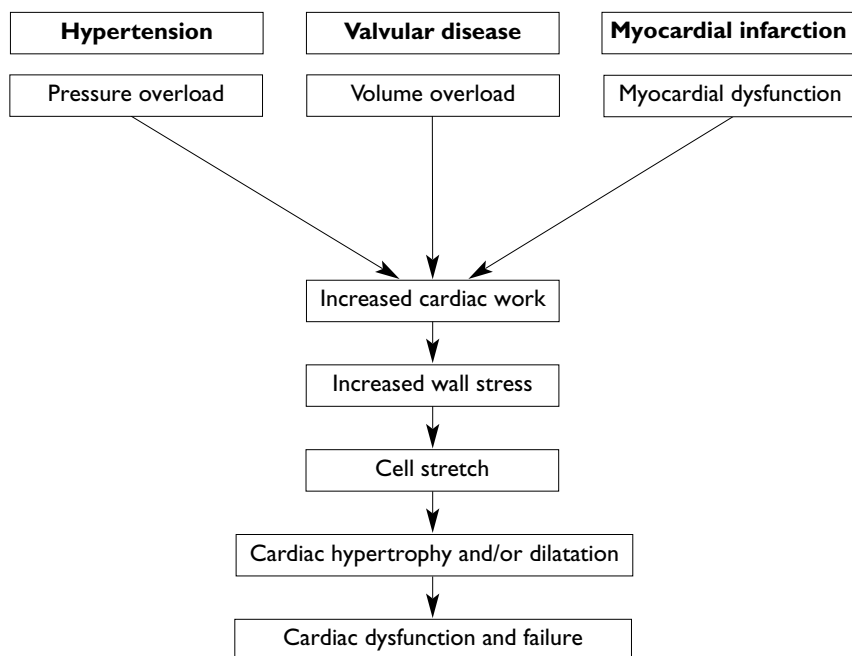 Hypertension
Valvular disease
Myocardial infarction
Pressure overload
Volume overload
Myocardial dysfunction
Increased cardiac work
Increased wall stress
Cell stretch
Cardiac hypertrophy and/or dilatation
Cardiac dysfunction and failure